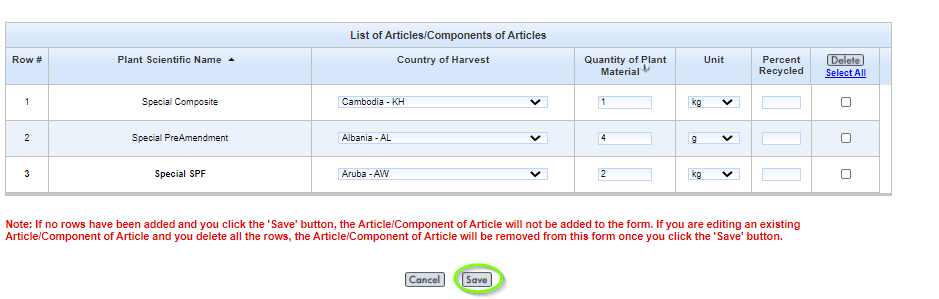 List of Articles/Components of Articles
Row # Plant Scientific Name Country of Harvest Quantity of Plant Material Unit Percent Recycled Delete Select All
1 Special Composite Cambodia - KH 1 kg
2 Special PreAmendment Albania - AL 4 g
3 Special SPF Aruba - AW 2 kg
Note: If no rows have been added and you click the 'Save' button, the Article/Component of Article will not be added to the form. If you are editing an existing
Article/Component of Article and you delete all the rows, the Article/Component of Article will be removed from this form once you click the 'Save' button.
Cancel Save